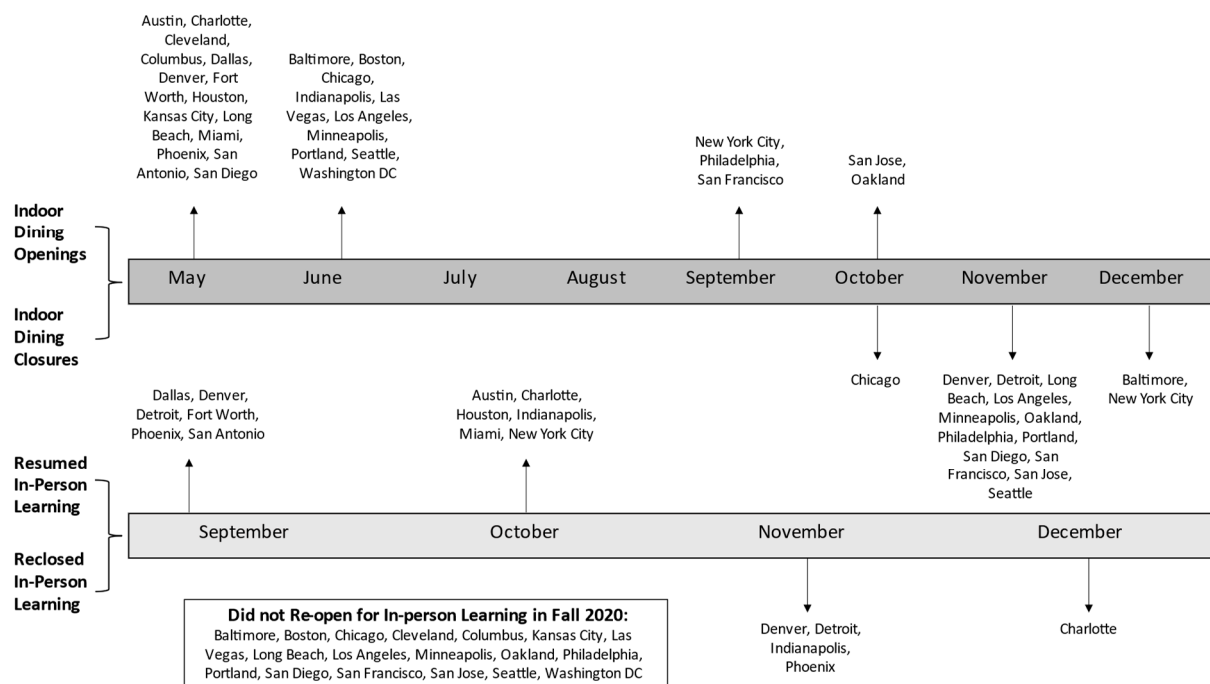 Austin, Charlotte,
Cleveland,
Columbus, Dallas,
Denver, Fort
Worth, Houston,
Kansas City, Long
Beach, Miami,
Phoenix, San
Antonio, San Diego
Baltimore, Boston,
Chicago,
Indianapolis, Las
Vegas, Los Angeles,
Minneapolis,
Portland, Seattle,
Washington DC
New York City,
Philadelphia,
San Francisco
San Jose,
Oakland
Indoor
Dining
Openings
May
June
July
August
September
October
November
December
Indoor
Dining
Closures
Chicago
Denver, Detroit, Long
Beach, Los Angeles,
Minneapolis, Oakland,
Philadelphia, Portland,
San Diego, San
Francisco, San Jose,
Seattle
Baltimore,
New York City
Dallas, Denver,
Detroit, Fort Worth,
Phoenix, San Antonio
Austin, Charlotte,
Houston, Indianapolis,
Miami, New York City
Resumed
In-Person
Learning
September
October
November
December
Reclosed
In-Person
Learning
Denver, Detroit,
Indianapolis,
Phoenix
Charlotte
Did not Re-open for In-person Learning in Fall 2020:
Baltimore, Boston, Chicago, Cleveland, Columbus, Kansas City, Las
Vegas, Long Beach, Los Angeles, Minneapolis, Oakland, Philadelphia,
Portland, San Diego, San Francisco, San Jose, Seattle, Washington DC